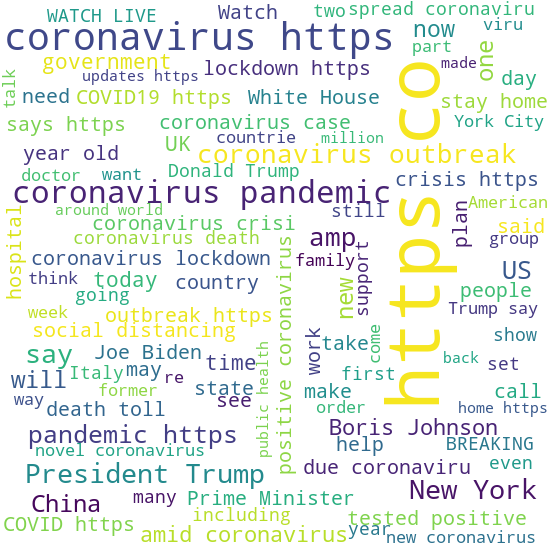 WATCH LIVE
Watch
two
spread coronaviru
coronavirus https
now
viru
government
updates https
lockdown https
part
one
made
talk
need
COVID19 https
White House
day
stay home
says https
coronavirus case
York City
UK
countrie
million
year old
coronavirus outbreak
https co
doctor
want
Donald Trump
crisis https
coronavirus pandemic
American
around world
still
plan
hospital
coronavirus crisi
said
coronavirus death
amp
group
coronavirus lockdown
family
support
US
think
today
country
new
people
going
positive coronavirus
week
outbreak https
Trump say
social distancing
work
take
come
show
say
Joe Biden
time
back
set
Italy
may
re
public health
first
will
former
state
see
make
call
way
death toll
order
home https
pandemic https
Boris Johnson
novel coronavirus
help
BREAKING
President Trump
due coronaviru
even
China
many
Prime Minister
New York
COVID https
including
tested positive
amid coronavirus
year
new coronavirus